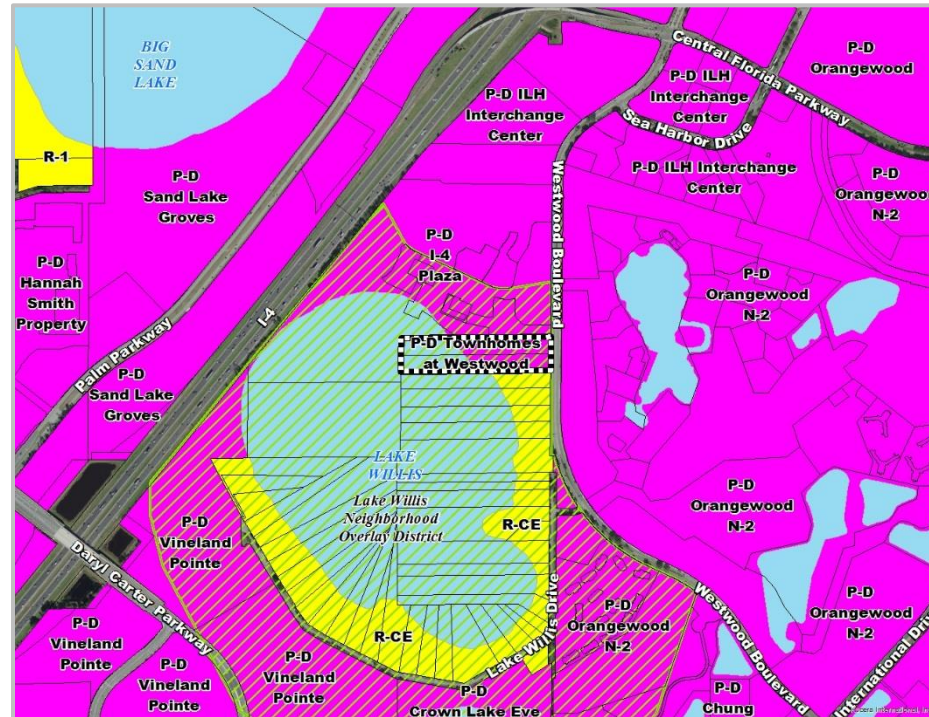 BIG
SAND
LAKE
Central Florida Parkway
P-D
Orangewood
P-D ILH
Interchange
Center
P-D ILH
Interchange
Center
Sea Harbor Drive
R-1
P-D
Sand Lake
Groves
P-D ILH Interchange
Center
P-D
Orangewood
N-2
Westwood Boulevard
P-D
I-4
Plaza
P-D
Hannah
Smith
Property
P-D
Orangewood
N-2
I-4
Palm Parkway
P-D Townhomes
at Westwood
P-D
Sand Lake
Groves
LAKE
WILLIS
Lake Willis
Neighborhood
Overlay District
P-D
Orangewood
N-2
R-CE
P-D
Vineland
Pointe
Daryl Carter Parkway
P-D
Orangewood
N-2
Westwood Boulevard
P-D
Orangewood
N-2
P-D
Vineland
Pointe
P-D
Vineland
Pointe
P-D
Vineland
Pointe
R-CE
Lake Willis Drive
P-D
Crown Lake Eve
P-D
Chung
International Drive